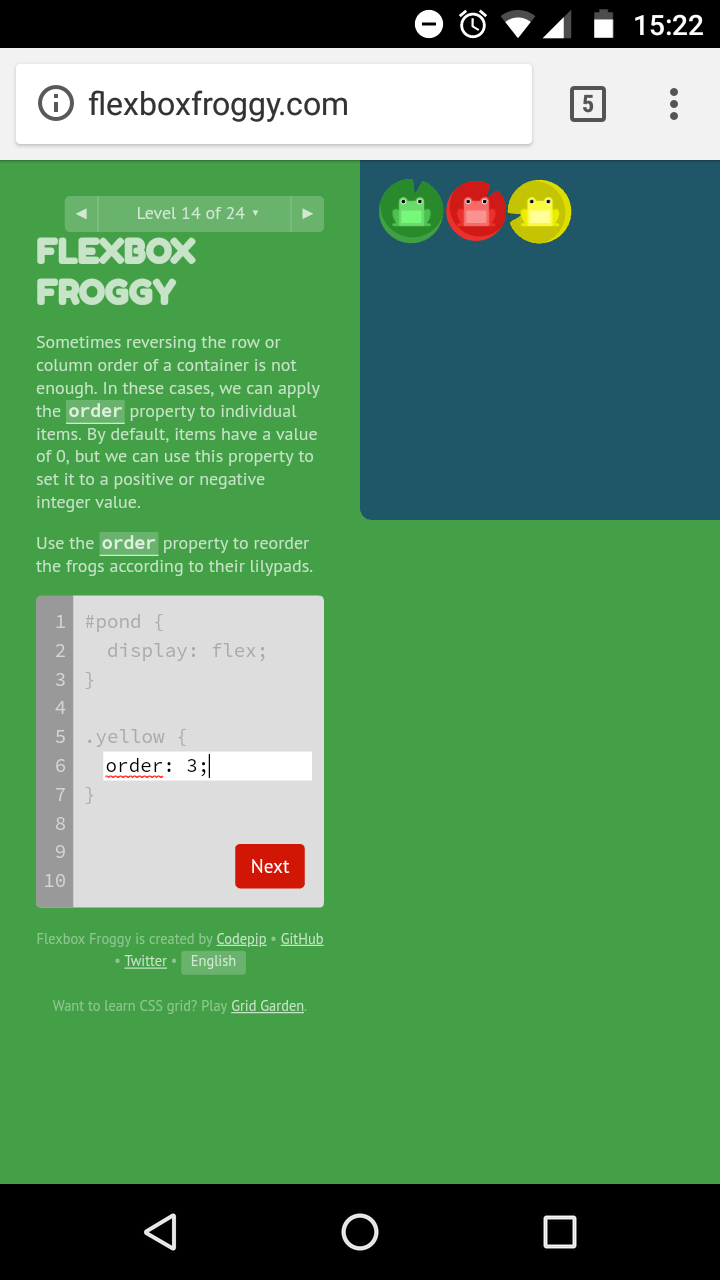 15:22
flexboxfroggy.com
5
◀ Level 14 of 24 ▾ ▶
FLEXBOX
FROGGY
Sometimes reversing the row or
column order of a container is not
enough. In these cases, we can apply
the order property to individual
items. By default, items have a value
of 0, but we can use this property to
set it to a positive or negative
integer value.
Use the order property to reorder
the frogs according to their lilypads.
1 #pond {
2 display: flex;
3 }
4
5 .yellow {
6 order: 3;
7 }
8
9
10
Next
Flexbox Froggy is created by Codepip • GitHub
• Twitter • English
Want to learn CSS grid? Play Grid Garden.